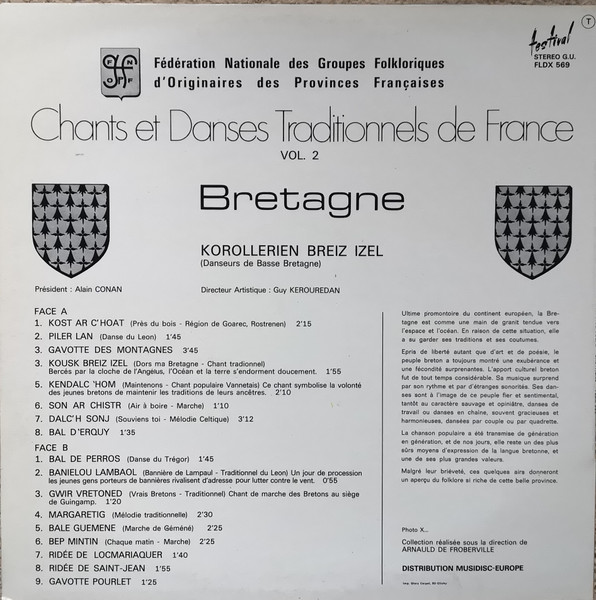 festival
T
STEREO G.U.
FLDX 569
F N
G F
O P F
Fédération Nationale des Groupes Folkloriques
d'Originaires des Provinces Françaises
Chants et Danses Traditionnels de France
VOL. 2
Bretagne
KOROLLERIEN BREIZ IZEL
(Danseurs de Basse Bretagne)
Président : Alain CONAN
Directeur Artistique : Guy KEROUREDAN
FACE A
1. KOST AR C'HOAT (Près du bois - Région de Goarec, Rostrenen) 2'15
2. PILER LAN (Danse du Leon) 1'45
3. GAVOTTE DES MONTAGNES 3'45
3. KOUSK BREIZ IZEL (Dors ma Bretagne - Chant tradionnel)
Bercés par la cloche de l'Angelus, l'Océan et la terre s'endorment doucement. 1'55
5. KENDALC 'HOM (Maintenons - Chant populaire Vannetais) Ce chant symbolise la volonté
des jeunes bretons de maintenir les traditions de leurs ancêtres. 2'10
6. SON AR CHISTR (Air à boire - Marche) 1'10
7. DALC'H SONJ (Souviens toi - Mélodie Celtique) 3'12
8. BAL D'ERQUY 1'35
FACE B
1. BAL DE PERROS (Danse du Trégor) 1'45
2. BANIELOU LAMBAOL (Bannière de Lampaul - Traditionnel du Leon) Un jour de procession
les jeunes gens porteurs de bannières rivalisent d'adresse pour lutter contre le vent. 0'55
3. GWIR VRETONED (Vrais Bretons - Traditionnel) Chant de marche des Bretons au siège
de Guingamp. 1'20
4. MARGARETIG (Mélodie traditionnelle) 2'30
5. BALE GUEMENE (Marche de Géméné) 2'25
6. BEP MINTIN (Chaque matin - Marche) 2'25
7. RIDÉE DE LOCMARIAQUER 1'40
8. RIDÉE DE SAINT-JEAN 1'55
9. GAVOTTE POURLET 1'25
Ultime promontoire du continent européen, la Bre-
tagne est comme une main de granit tendue vers
l'espace et l'océan. En raison de cette situation, elle
a su garder ses traditions et ses coutumes.
Epris de liberté autant que d'art et de poésie, le
peuple breton a toujours montré une exubérance et
une fécondité surprenantes. L'apport culturel breton
fut de tout temps considérable. Sa musique surprend
par son rythme et par d'étranges sonorités. Ses dan-
ses sont à l'image de ce peuple fier et sentimental,
tantôt au caractère sauvage et opiniâtre, danses de
travail ou danses en chaîne, souvent gracieuses et
harmonieuses, dansées par couple ou par quadrette.
La chanson populaire a été transmise de génération
en génération, et de nos jours, elle reste un des plus
sûrs moyens d'expression de la langue bretonne, et
une de ses plus grandes valeurs.
Malgré leur brièveté, ces quelques airs donneront
un aperçu du folklore si riche de cette belle province.
Photo X...
Collection réalisée sous la direction de
ARNAULD DE FROBERVILLE
DISTRIBUTION MUSIDISC-EUROPE